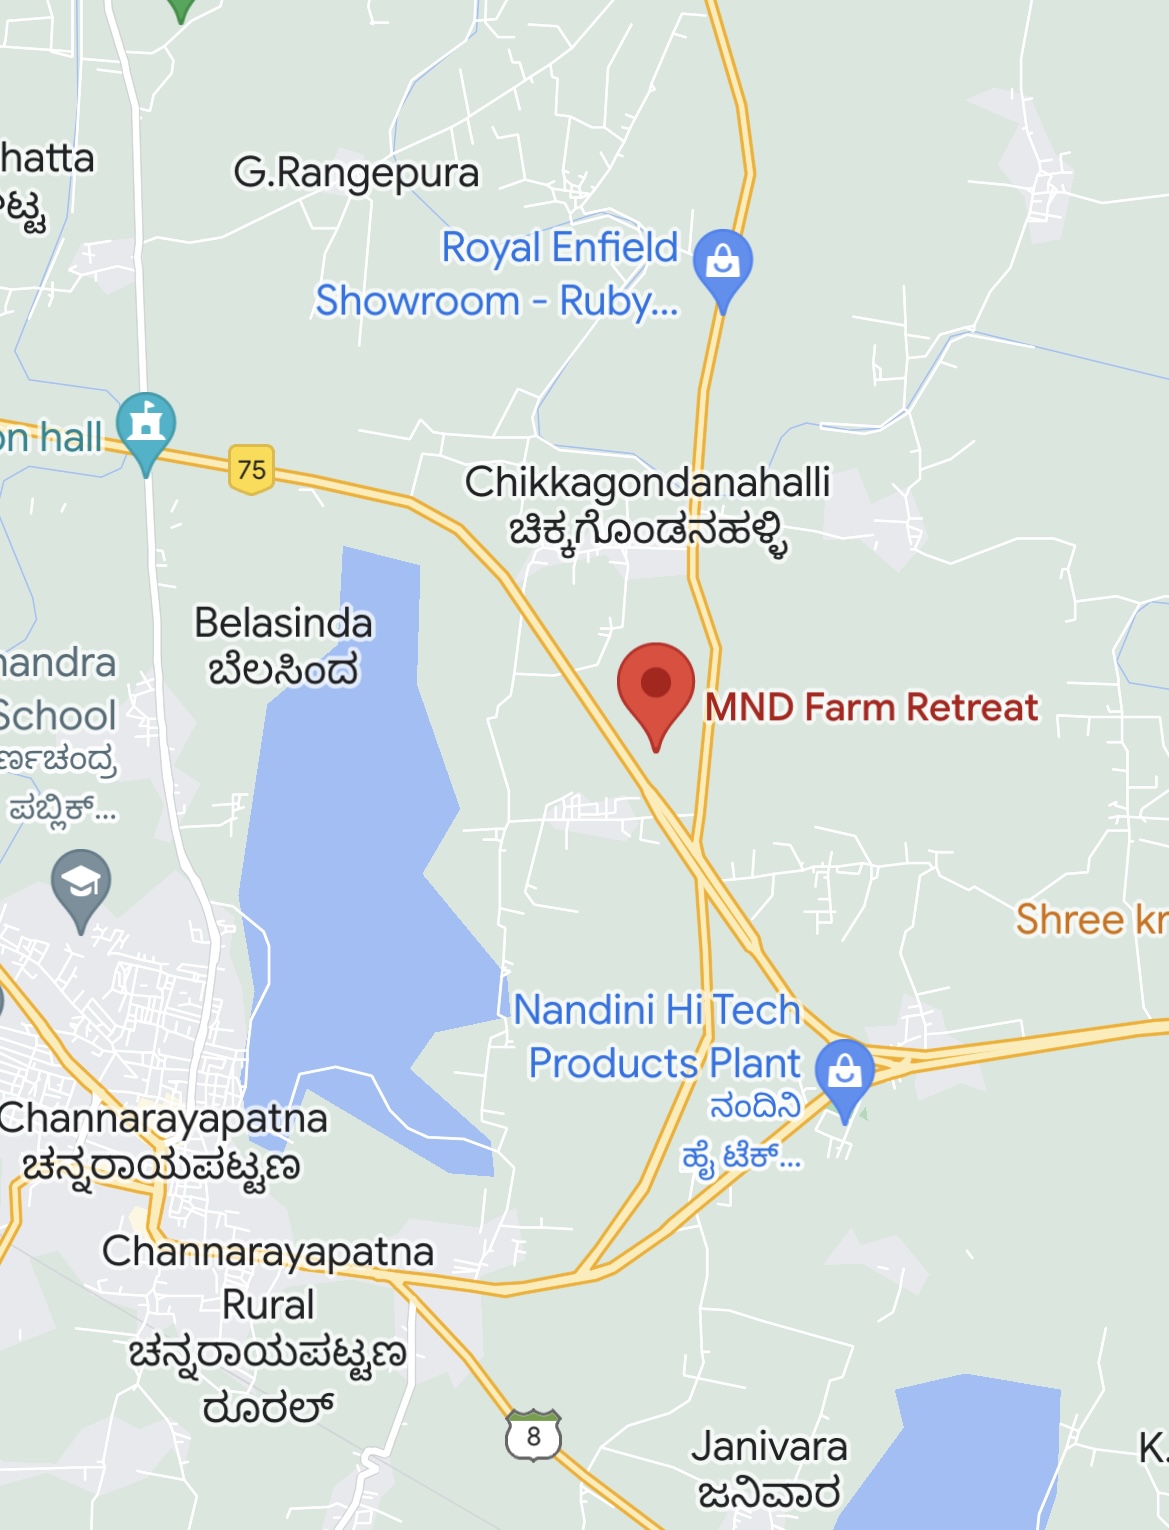 hatta
ಾಟ್ಟ
G.Rangepura
Royal Enfield
Showroom - Ruby...
on hall
75
Chikkagondanahalli
ಚಿಕ್ಕಗೊಂಡನಹಳ್ಳಿ
Belasinda
ಬೆಲಸಿಂದ
handra
School
ರ್ಣಚಂದ್ರ
ಪಬ್ಲಿಕ್...
MND Farm Retreat
Shree kr
Nandini Hi Tech
Products Plant
ನಂದಿನಿ
ಹೈ ಟೆಕ್...
Channarayapatna
ಚನ್ನರಾಯಪಟ್ಟಣ
Channarayapatna
Rural
ಚನ್ನರಾಯಪಟ್ಟಣ
ರೂರಲ್
8
Janivara
ಜನಿವಾರ
K.